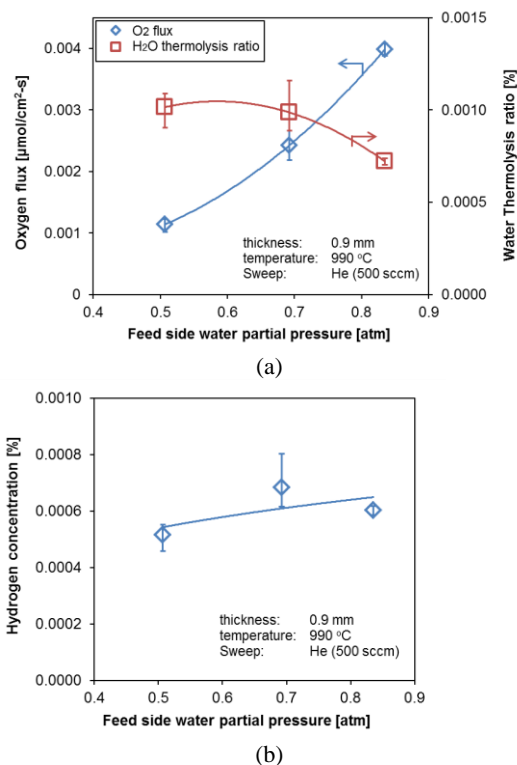 O2 flux
H2O thermolysis ratio
Oxygen flux [µmol/cm²-s]
0.004
0.003
0.002
0.001
0
Water Thermolysis ratio [%]
0.0015
0.0010
0.0005
0.0000
thickness: 0.9 mm
temperature: 990 °C
Sweep: He (500 sccm)
0.4 0.5 0.6 0.7 0.8 0.9
Feed side water partial pressure [atm]
(a)
Hydrogen concentration [%]
0.0010
0.0008
0.0006
0.0004
0.0002
0.0000
thickness: 0.9 mm
temperature: 990 °C
Sweep: He (500 sccm)
0.4 0.5 0.6 0.7 0.8 0.9
Feed side water partial pressure [atm]
(b)